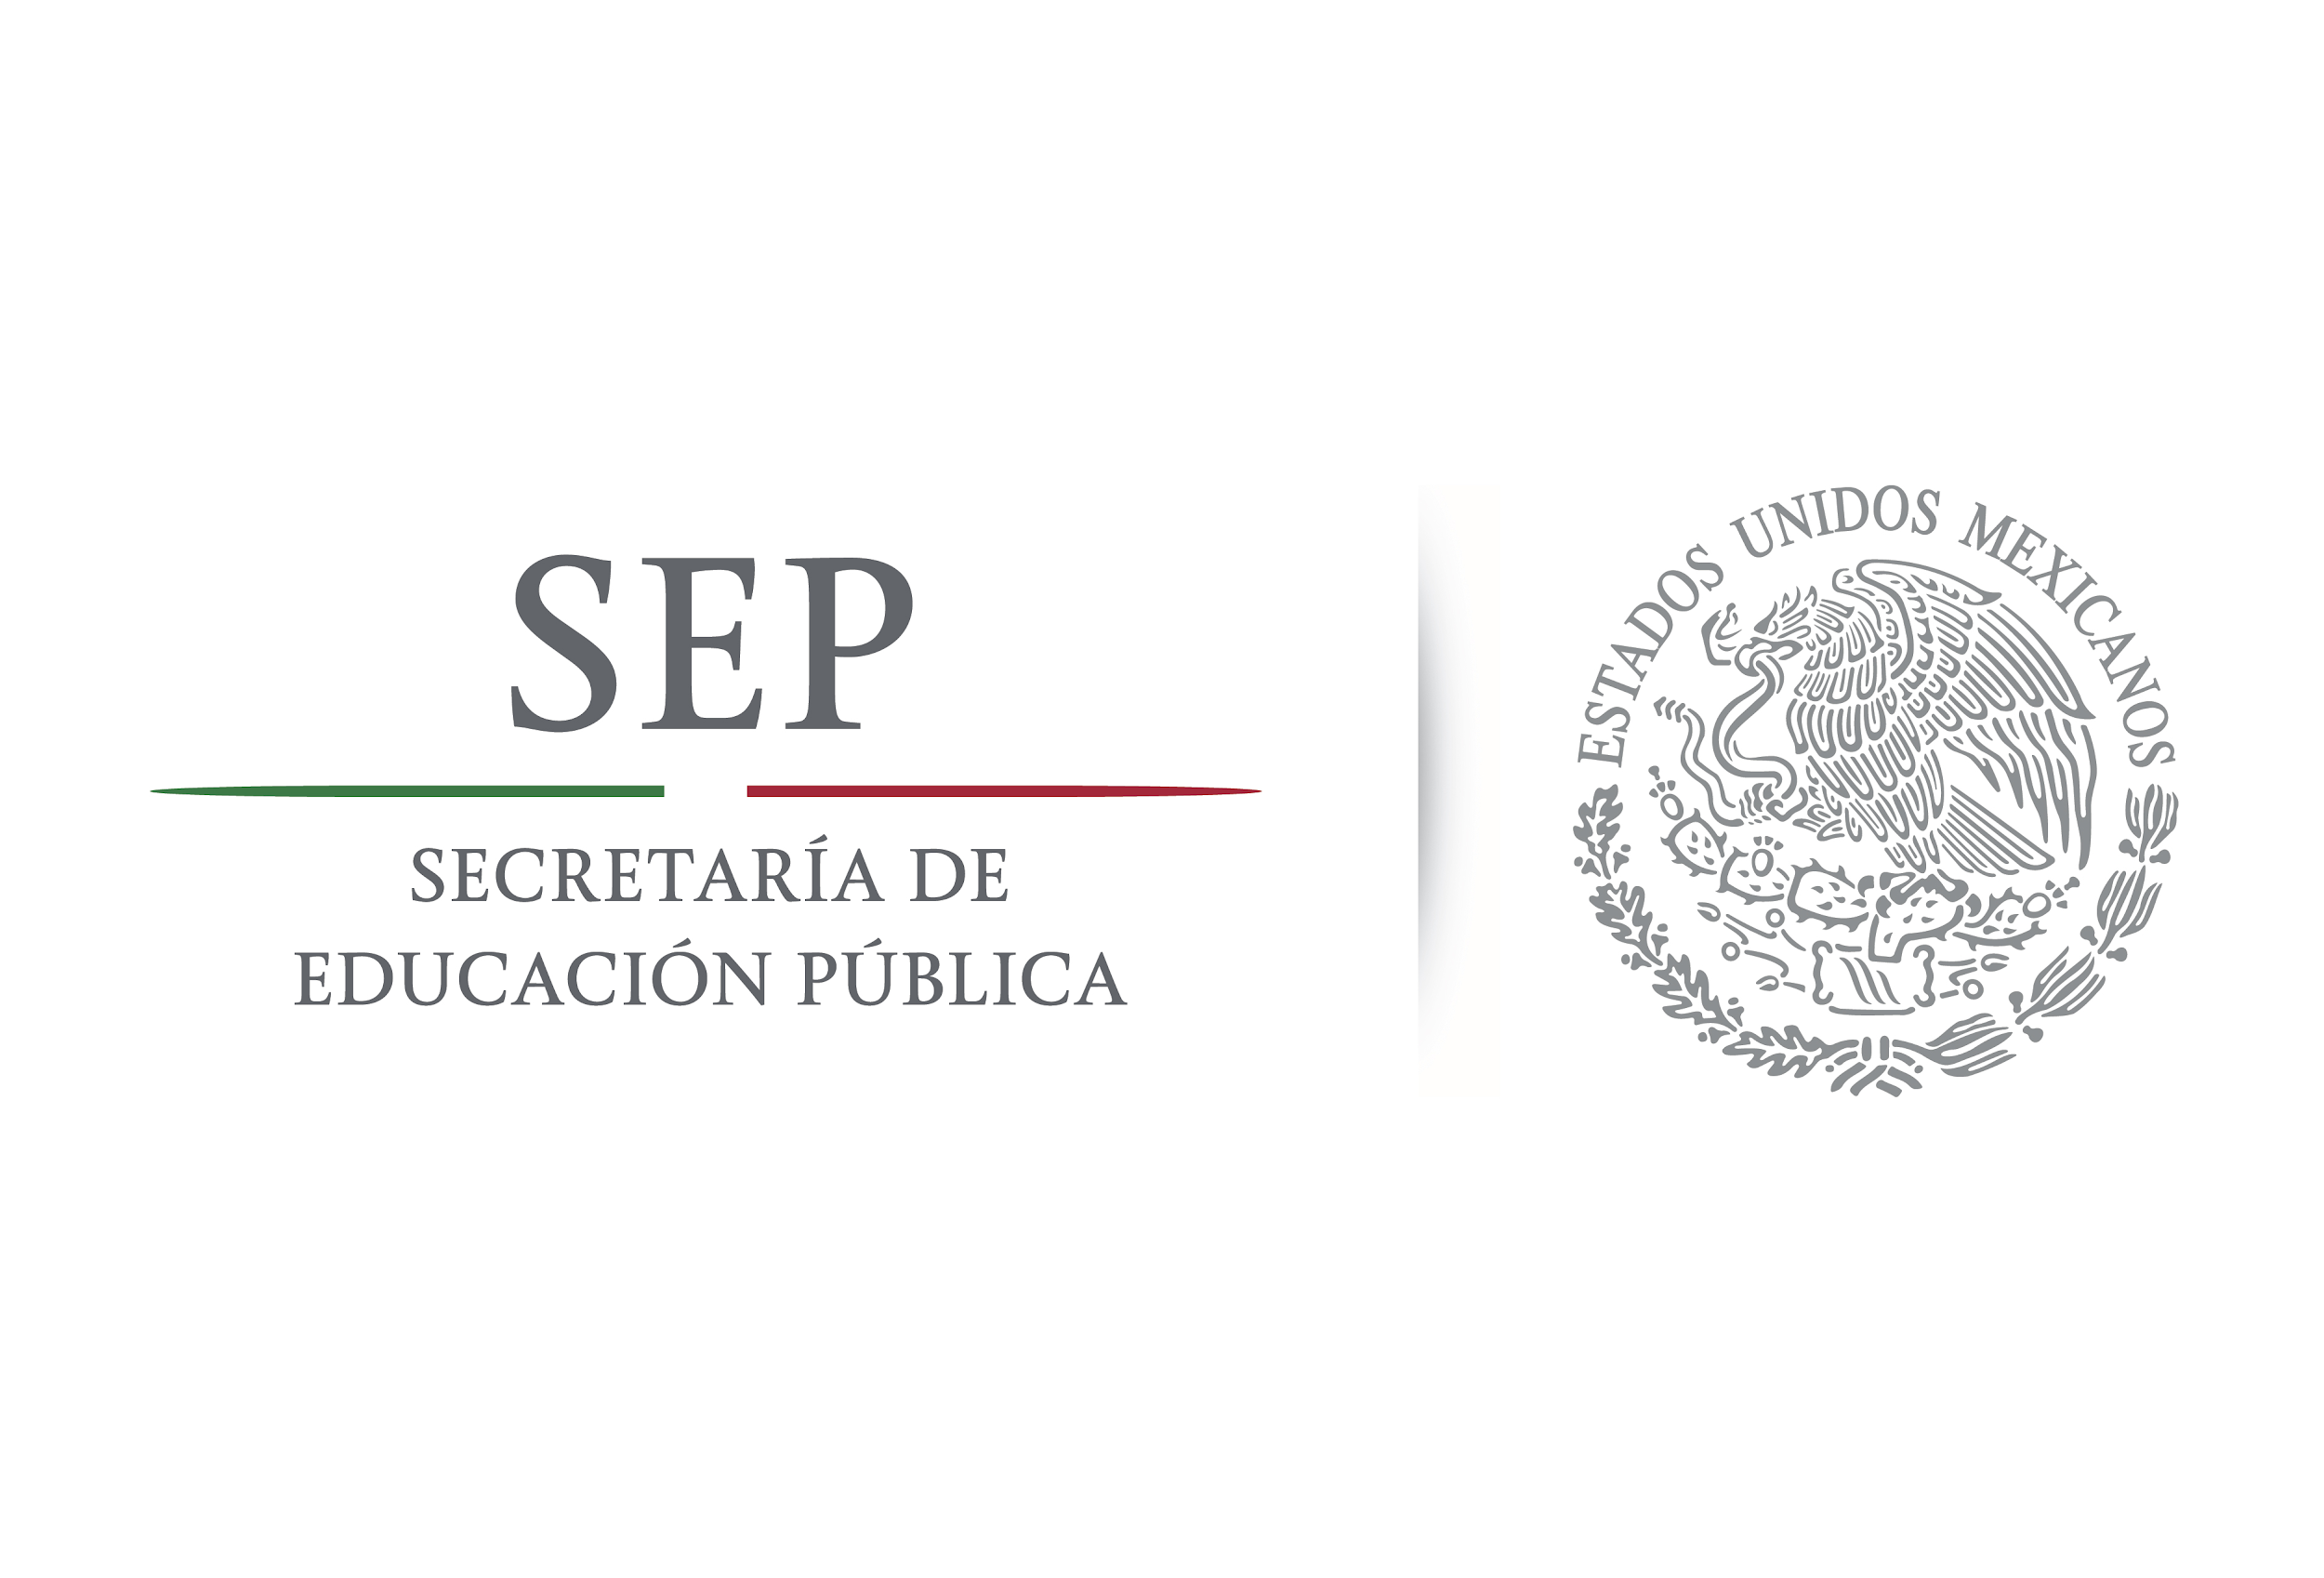 SEP
SECRETARÍA DE
EDUCACIÓN PÚBLICA
ESTADOS UNIDOS MEXICANOS